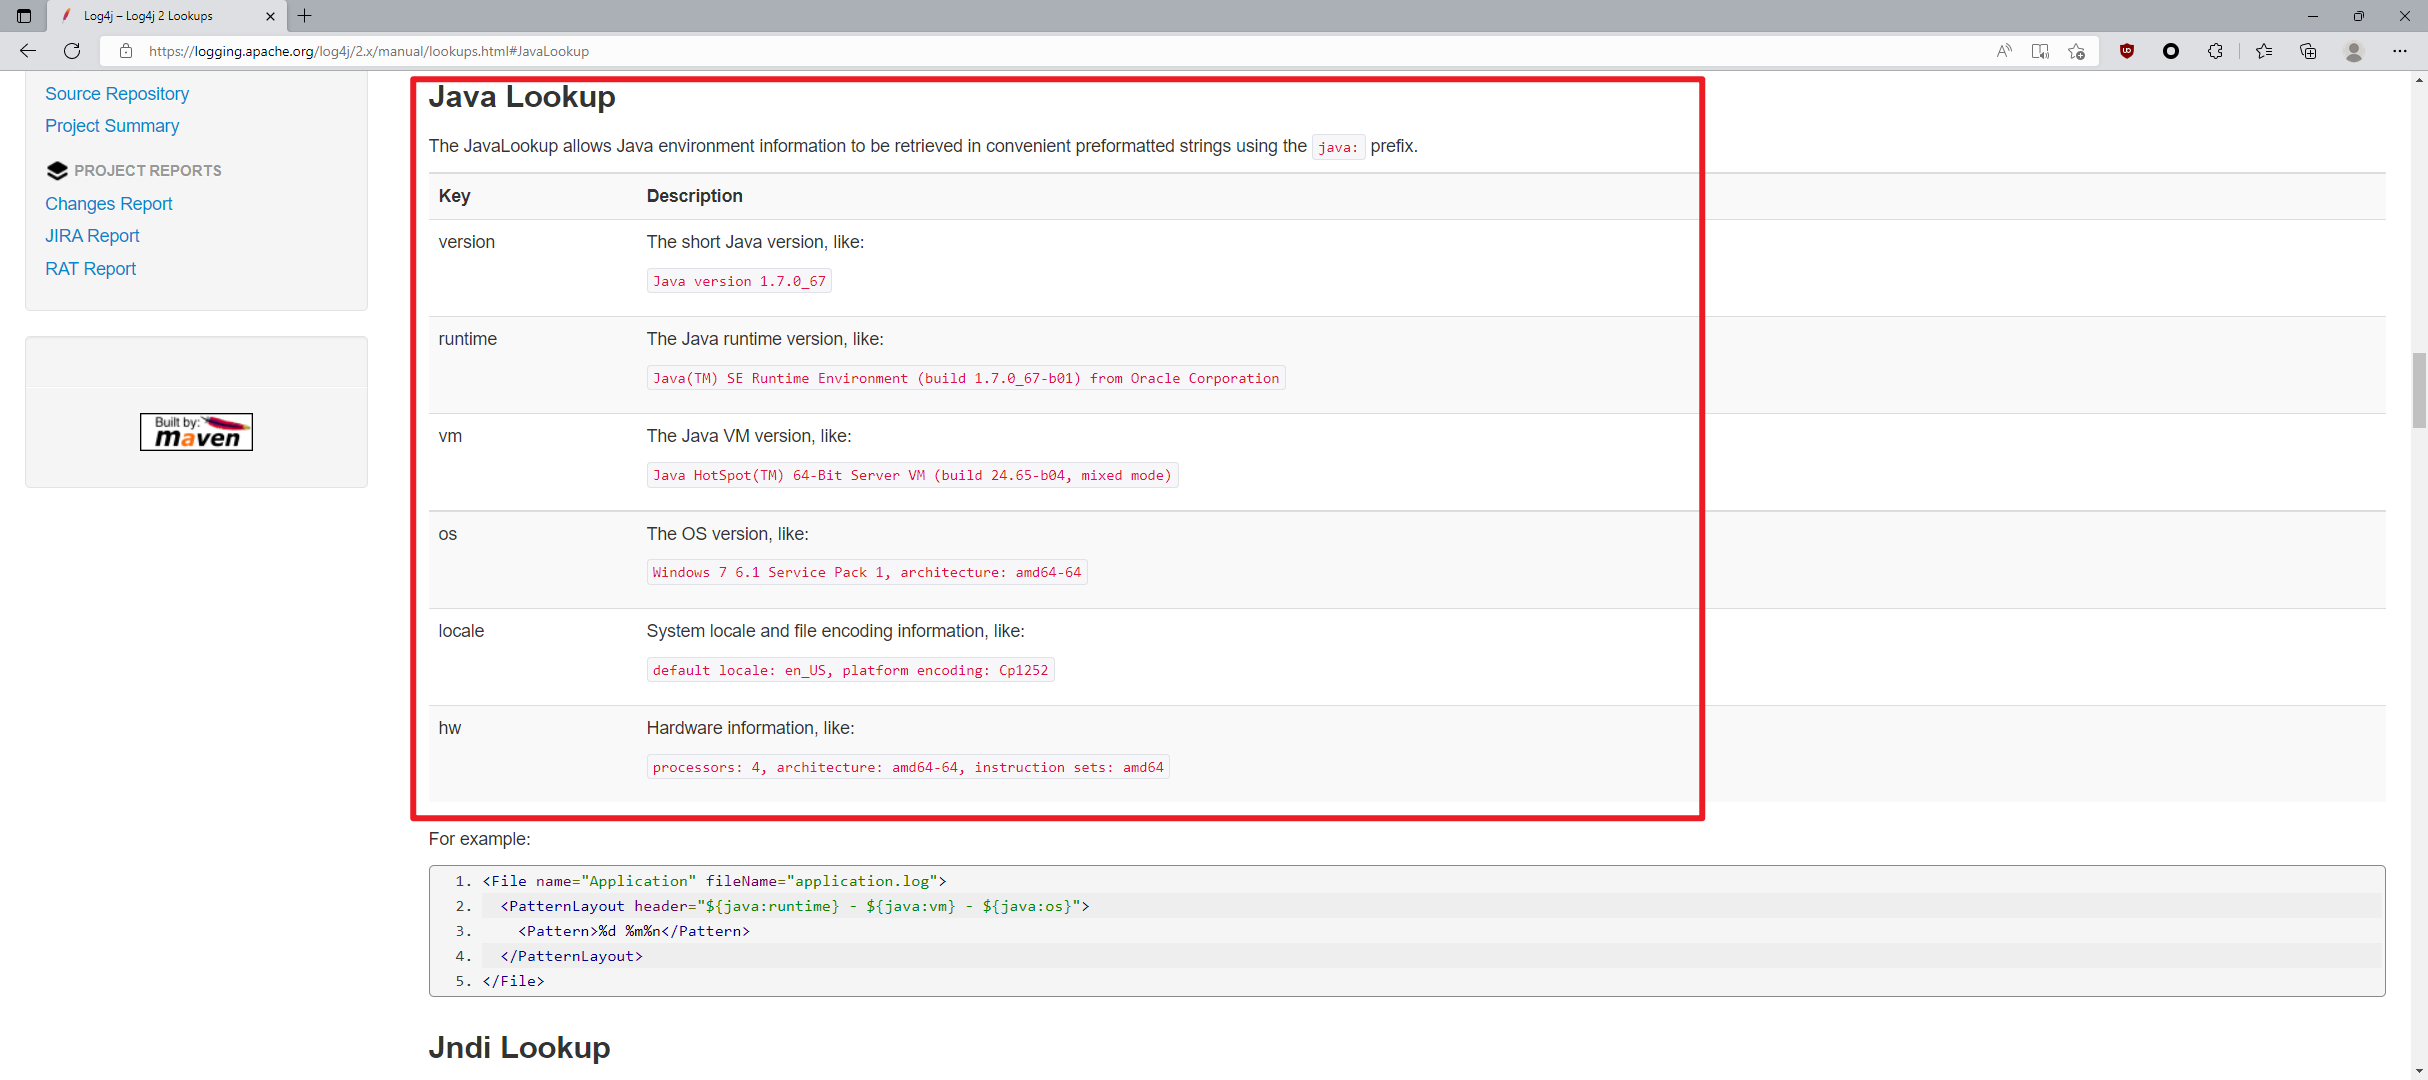 Log4j – Log4j 2 Lookups
https://logging.apache.org/log4j/2.x/manual/lookups.html#JavaLookup
Source Repository
Project Summary
PROJECT REPORTS
Changes Report
JIRA Report
RAT Report
Built by:
maven
Java Lookup
The JavaLookup allows Java environment information to be retrieved in convenient preformatted strings using the java: prefix.
Key Description
version The short Java version, like:
Java version 1.7.0_67
runtime The Java runtime version, like:
Java(TM) SE Runtime Environment (build 1.7.0_67-b01) from Oracle Corporation
vm The Java VM version, like:
Java HotSpot(TM) 64-Bit Server VM (build 24.65-b04, mixed mode)
os The OS version, like:
Windows 7 6.1 Service Pack 1, architecture: amd64-64
locale System locale and file encoding information, like:
default locale: en_US, platform encoding: Cp1252
hw Hardware information, like:
processors: 4, architecture: amd64-64, instruction sets: amd64
For example:
1. <File name="Application" fileName="application.log">
2. <PatternLayout header="${java:runtime} - ${java:vm} - ${java:os}">
3. <Pattern>%d %m%n</Pattern>
4. </PatternLayout>
5. </File>
Jndi Lookup